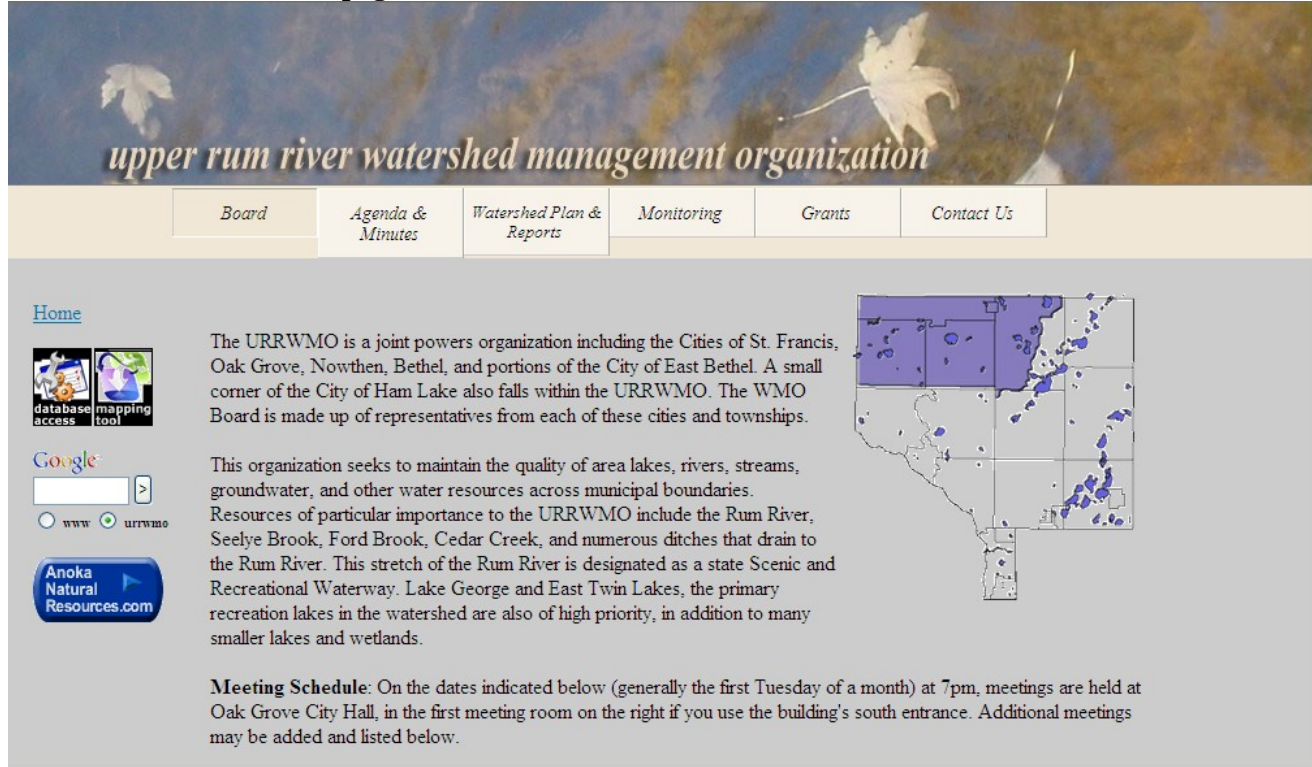 upper rum river watershed management organization
Board
Agenda &
Minutes
Watershed Plan &
Reports
Monitoring
Grants
Contact Us
Home
database access
mapping tool
Google
>
www urrwmo
Anoka
Natural
Resources.com
The URRWMO is a joint powers organization including the Cities of St. Francis,
Oak Grove, Nowthen, Bethel, and portions of the City of East Bethel. A small
corner of the City of Ham Lake also falls within the URRWMO. The WMO
Board is made up of representatives from each of these cities and townships.
This organization seeks to maintain the quality of area lakes, rivers, streams,
groundwater, and other water resources across municipal boundaries.
Resources of particular importance to the URRWMO include the Rum River,
Seelye Brook, Ford Brook, Cedar Creek, and numerous ditches that drain to
the Rum River. This stretch of the Rum River is designated as a state Scenic and
Recreational Waterway. Lake George and East Twin Lakes, the primary
recreation lakes in the watershed are also of high priority, in addition to many
smaller lakes and wetlands.
Meeting Schedule: On the dates indicated below (generally the first Tuesday of a month) at 7pm, meetings are held at
Oak Grove City Hall, in the first meeting room on the right if you use the building's south entrance. Additional meetings
may be added and listed below.